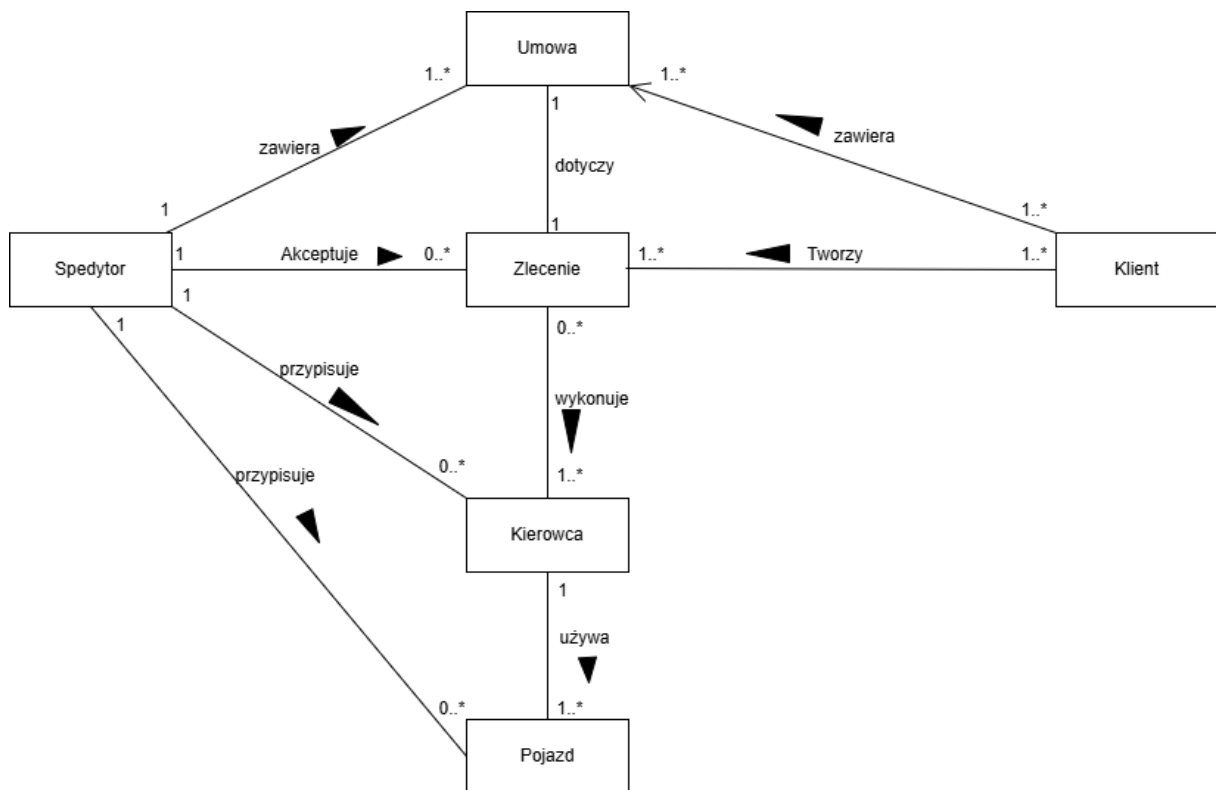 Umowa
1..*
1..*
1
zawiera
zawiera
dotyczy
1
1
1..*
Spedytor
1
Akceptuje
0..*
Zlecenie
1..*
Tworzy
1..*
Klient
1
1
0..*
przypisuje
wykonuje
przypisuje
0..*
1..*
Kierowca
1
używa
0..*
1..*
Pojazd